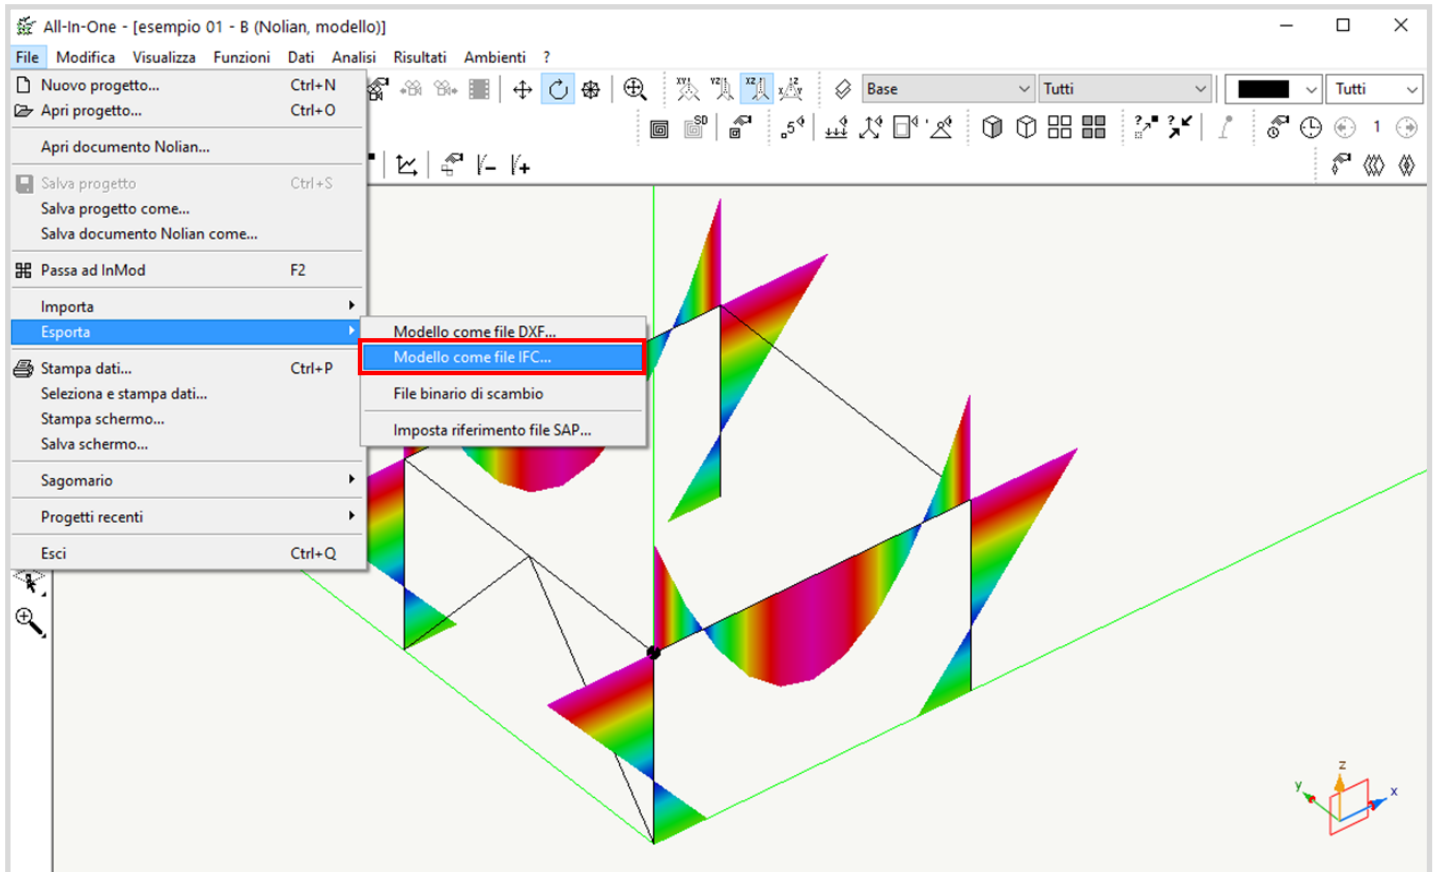 All-In-One - [esempio 01 - B (Nolian, modello)]
File Modifica Visualizza Funzioni Dati Analisi Risultati Ambienti ?
Nuovo progetto... Ctrl+N
Apri progetto... Ctrl+O
Apri documento Nolian...
Salva progetto Ctrl+S
Salva progetto come...
Salva documento Nolian come...
Passa ad InMod F2
Importa
Esporta
Stampa dati... Ctrl+P
Seleziona e stampa dati...
Stampa schermo...
Salva schermo...
Sagomario
Progetti recenti
Esci Ctrl+Q
Modello come file DXF...
Modello come file IFC...
File binario di scambio
Imposta riferimento file SAP...
Base Tutti Tutti
SD .5 1
z
y x